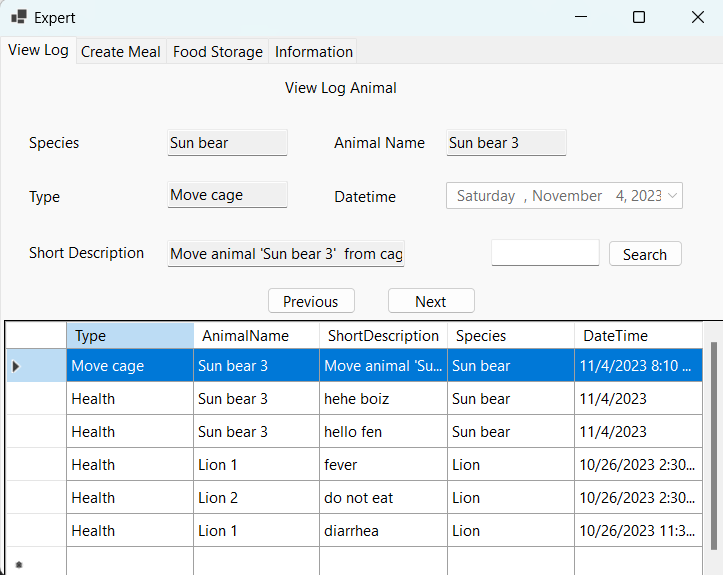 Expert
View Log Create Meal Food Storage Information
View Log Animal
Species Sun bear Animal Name Sun bear 3
Type Move cage Datetime Saturday , November 4, 2023
Short Description Move animal 'Sun bear 3' from cag Search
Previous Next
Type AnimalName ShortDescription Species DateTime
Move cage Sun bear 3 Move animal 'Su... Sun bear 11/4/2023 8:10 ...
Health Sun bear 3 hehe boiz Sun bear 11/4/2023
Health Sun bear 3 hello fen Sun bear 11/4/2023
Health Lion 1 fever Lion 10/26/2023 2:30...
Health Lion 2 do not eat Lion 10/26/2023 2:30...
Health Lion 1 diarrhea Lion 10/26/2023 11:3...